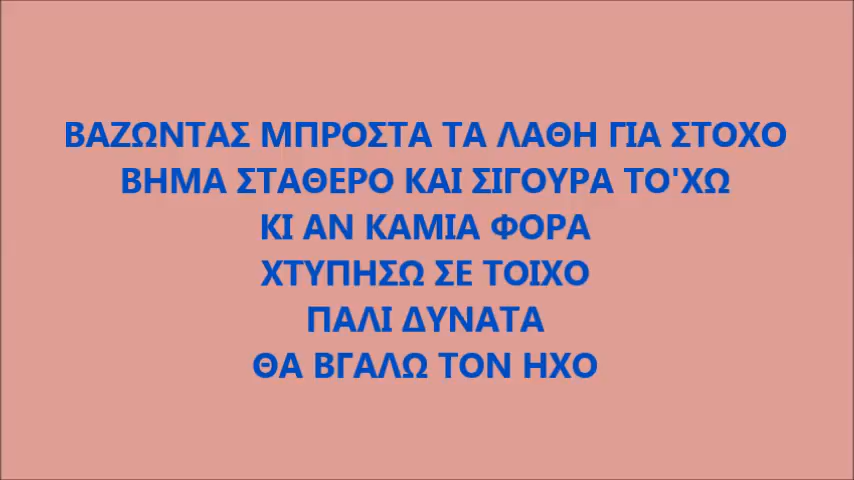 ΒΑΖΩΝΤΑΣ ΜΠΡΟΣΤΑ ΤΑ ΛΑΘΗ ΓΙΑ ΣΤΟΧΟ
ΒΗΜΑ ΣΤΑΘΕΡΟ ΚΑΙ ΣΙΓΟΥΡΑ ΤΟ'ΧΩ
ΚΙ ΑΝ ΚΑΜΙΑ ΦΟΡΑ
ΧΤΥΠΗΣΩ ΣΕ ΤΟΙΧΟ
ΠΑΛΙ ΔΥΝΑΤΑ
ΘΑ ΒΓΑΛΩ ΤΟΝ ΗΧΟ